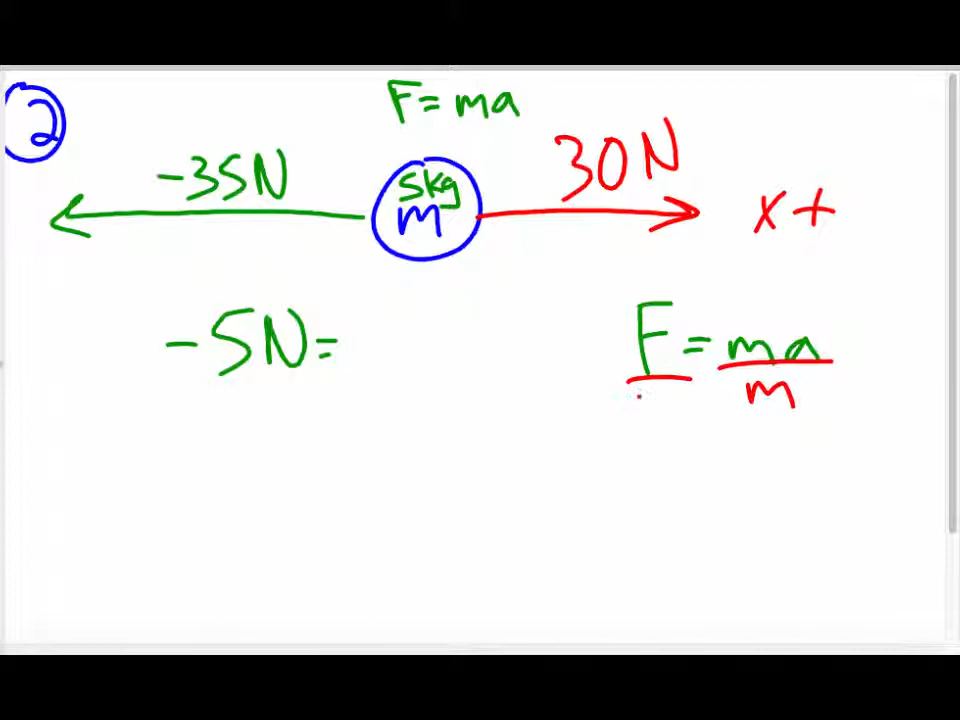 2
F = ma
-35N
5kg
m
30N
x+
-5N=
F = ma
m